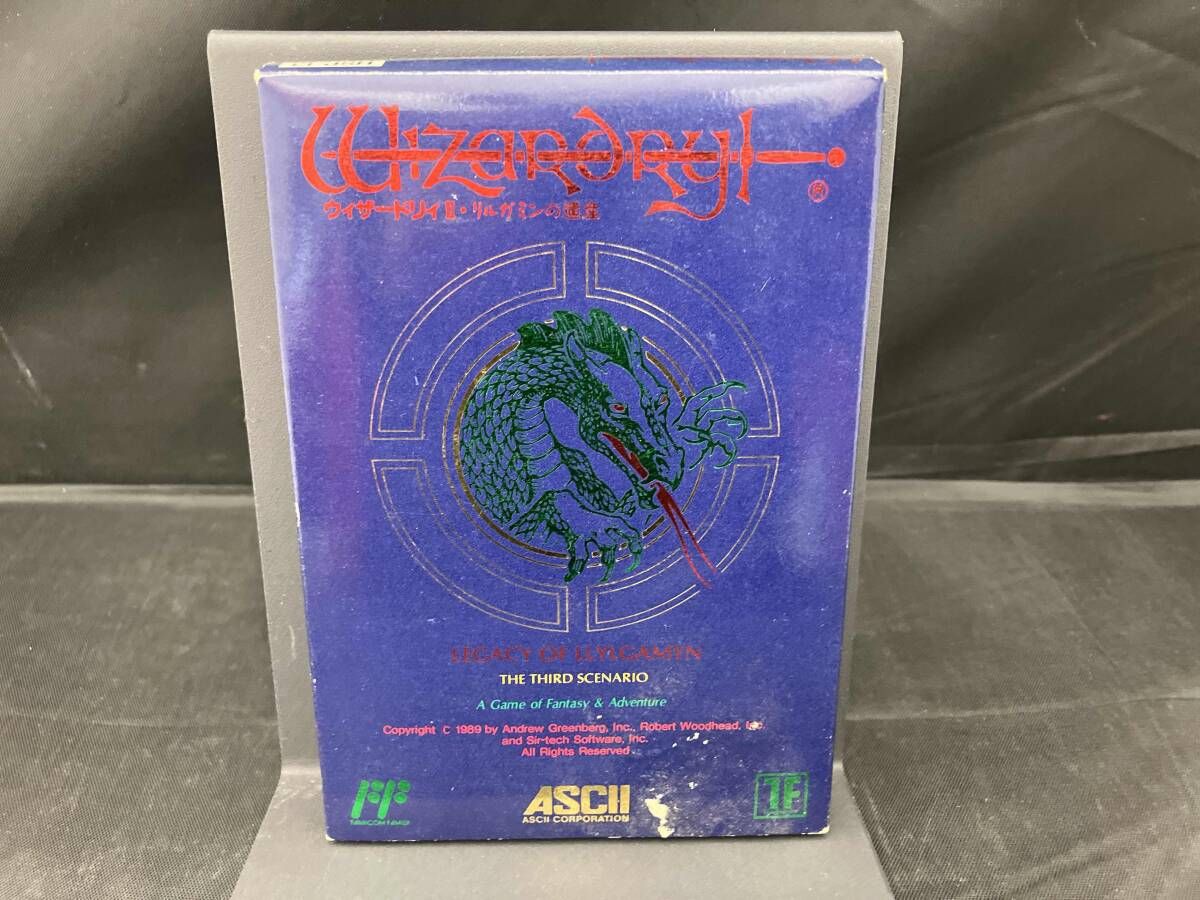 Wizardry
®
ウィザードリィⅡ・リルガミンの遺産
LEGACY OF LLYLGAMYN
THE THIRD SCENARIO
A Game of Fantasy & Adventure
Copyright C 1989 by Andrew Greenberg, Inc., Robert Woodhead, Inc.
and Sir-tech Software, Inc.
All Rights Reserved
FAMICOM FAMILY
ASCII
ASCII CORPORATION